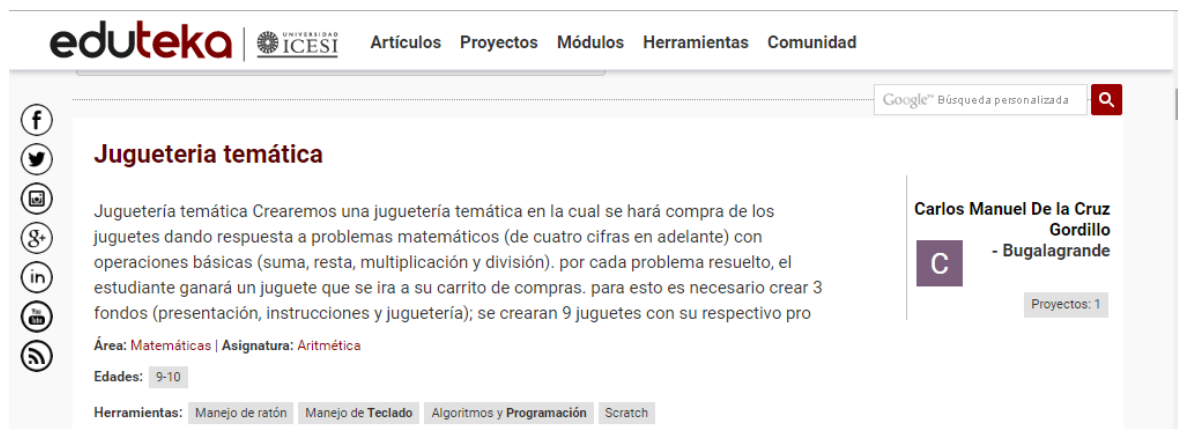 eduteka UNIVERSIDAD ICESI Artículos Proyectos Módulos Herramientas Comunidad
Google™ Búsqueda personalizada
Jugueteria temática
Juguetería temática Crearemos una juguetería temática en la cual se hará compra de los
juguetes dando respuesta a problemas matemáticos (de cuatro cifras en adelante) con
operaciones básicas (suma, resta, multiplicación y división). por cada problema resuelto, el
estudiante ganará un juguete que se ira a su carrito de compras. para esto es necesario crear 3
fondos (presentación, instrucciones y juguetería); se crearan 9 juguetes con su respectivo pro
Área: Matemáticas | Asignatura: Aritmética
Edades: 9-10
Herramientas: Manejo de ratón Manejo de Teclado Algoritmos y Programación Scratch
Carlos Manuel De la Cruz
Gordillo
- Bugalagrande
C
Proyectos: 1
f
g+
in
You
Tube